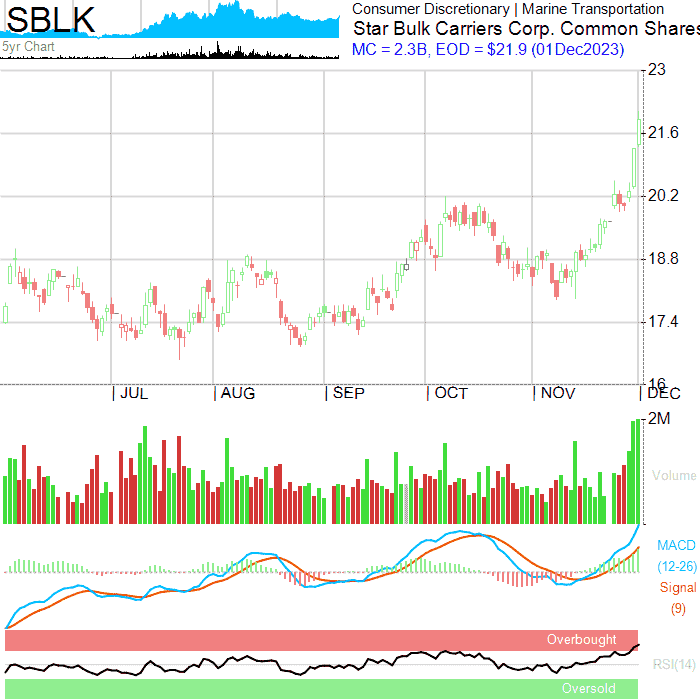 SBLK
5yr Chart
Consumer Discretionary | Marine Transportation
Star Bulk Carriers Corp. Common Shares
MC = 2.3B, EOD = $21.9 (01Dec2023)
23
21.6
20.2
18.8
17.4
16
| JUL | AUG | SEP | OCT | NOV | DEC
2M
Volume
MACD
(12-26)
Signal
(9)
Overbought
RSI(14)
Oversold